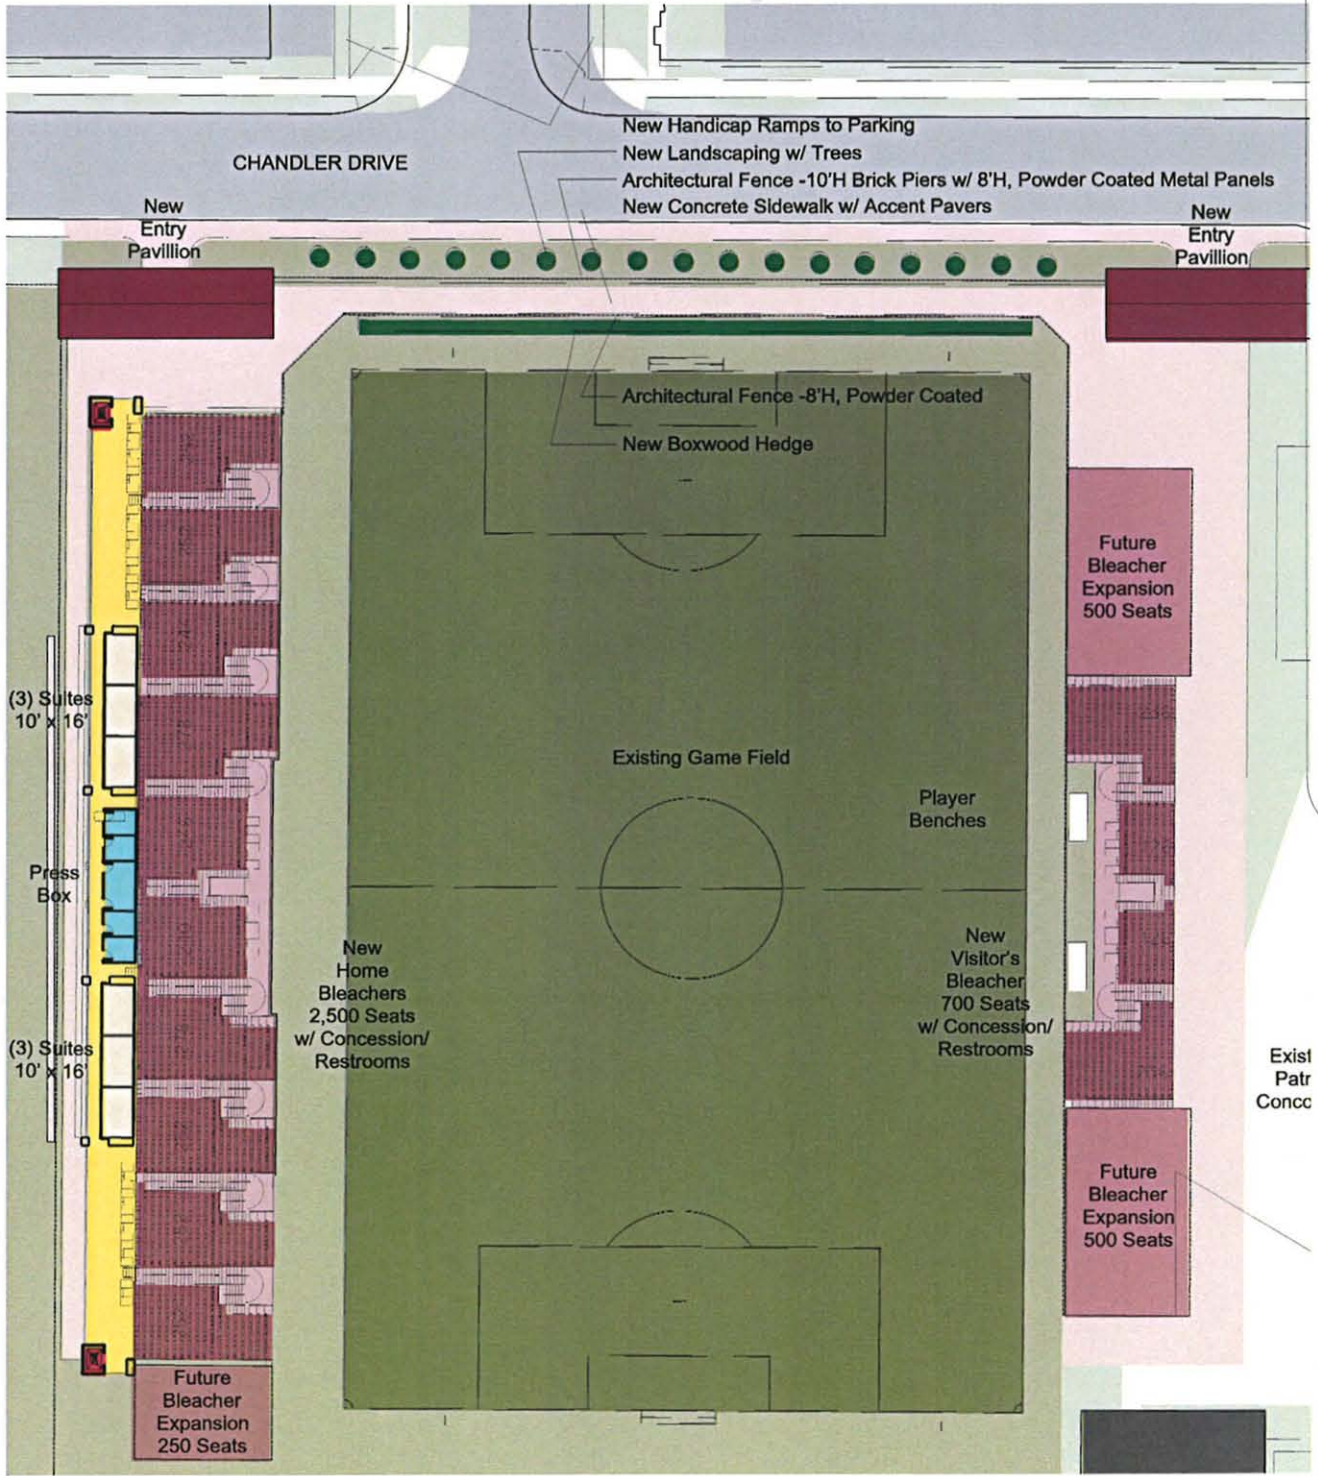 New Handicap Ramps to Parking
New Landscaping w/ Trees
Architectural Fence -10'H Brick Piers w/ 8'H, Powder Coated Metal Panels
New Concrete Sidewalk w/ Accent Pavers
CHANDLER DRIVE
New
Entry
Pavillion
New
Entry
Pavillion
Architectural Fence -8'H, Powder Coated
New Boxwood Hedge
Future
Bleacher
Expansion
500 Seats
(3) Suites
10' x 16'
Existing Game Field
Player
Benches
Press
Box
New
Home
Bleachers
2,500 Seats
w/ Concession/
Restrooms
New
Visitor's
Bleacher
700 Seats
w/ Concession/
Restrooms
(3) Suites
10' x 16'
Exist
Patr
Conc
Future
Bleacher
Expansion
500 Seats
Future
Bleacher
Expansion
250 Seats